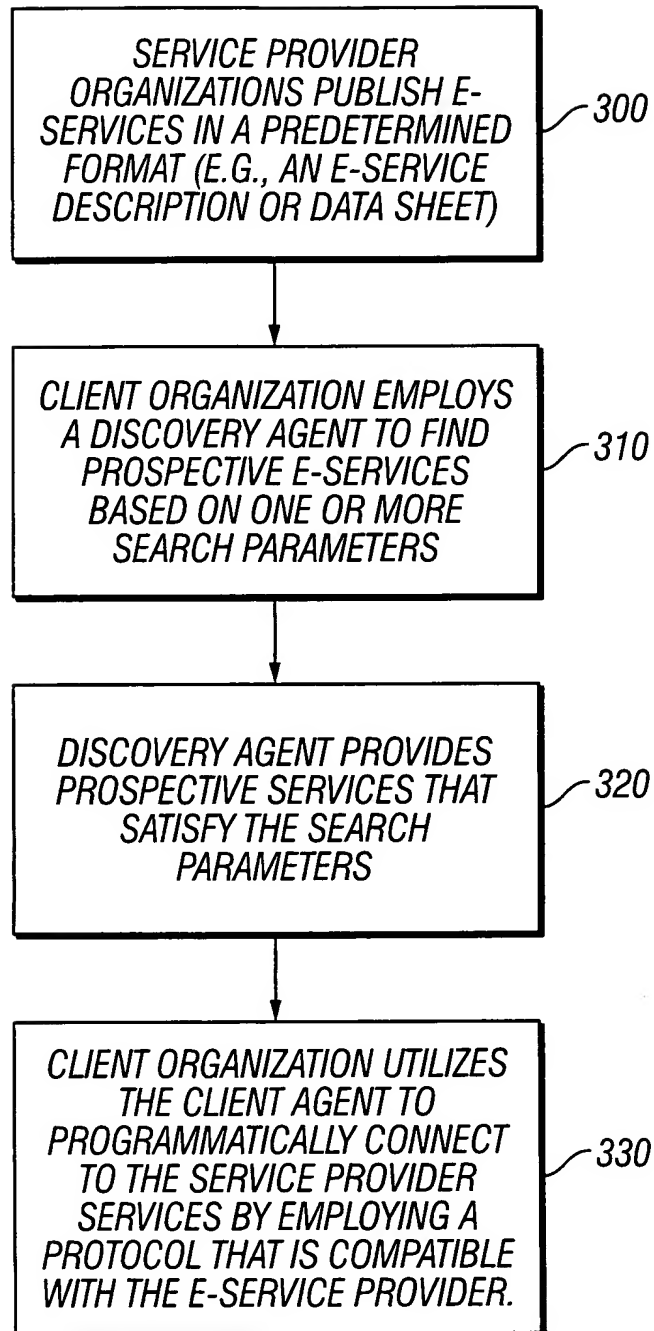 SERVICE PROVIDER
ORGANIZATIONS PUBLISH E-
SERVICES IN A PREDETERMINED
FORMAT (E.G., AN E-SERVICE
DESCRIPTION OR DATA SHEET)
300
CLIENT ORGANIZATION EMPLOYS
A DISCOVERY AGENT TO FIND
PROSPECTIVE E-SERVICES
BASED ON ONE OR MORE
SEARCH PARAMETERS
310
DISCOVERY AGENT PROVIDES
PROSPECTIVE SERVICES THAT
SATISFY THE SEARCH
PARAMETERS
320
CLIENT ORGANIZATION UTILIZES
THE CLIENT AGENT TO
PROGRAMMATICALLY CONNECT
TO THE SERVICE PROVIDER
SERVICES BY EMPLOYING A
PROTOCOL THAT IS COMPATIBLE
WITH THE E-SERVICE PROVIDER.
330